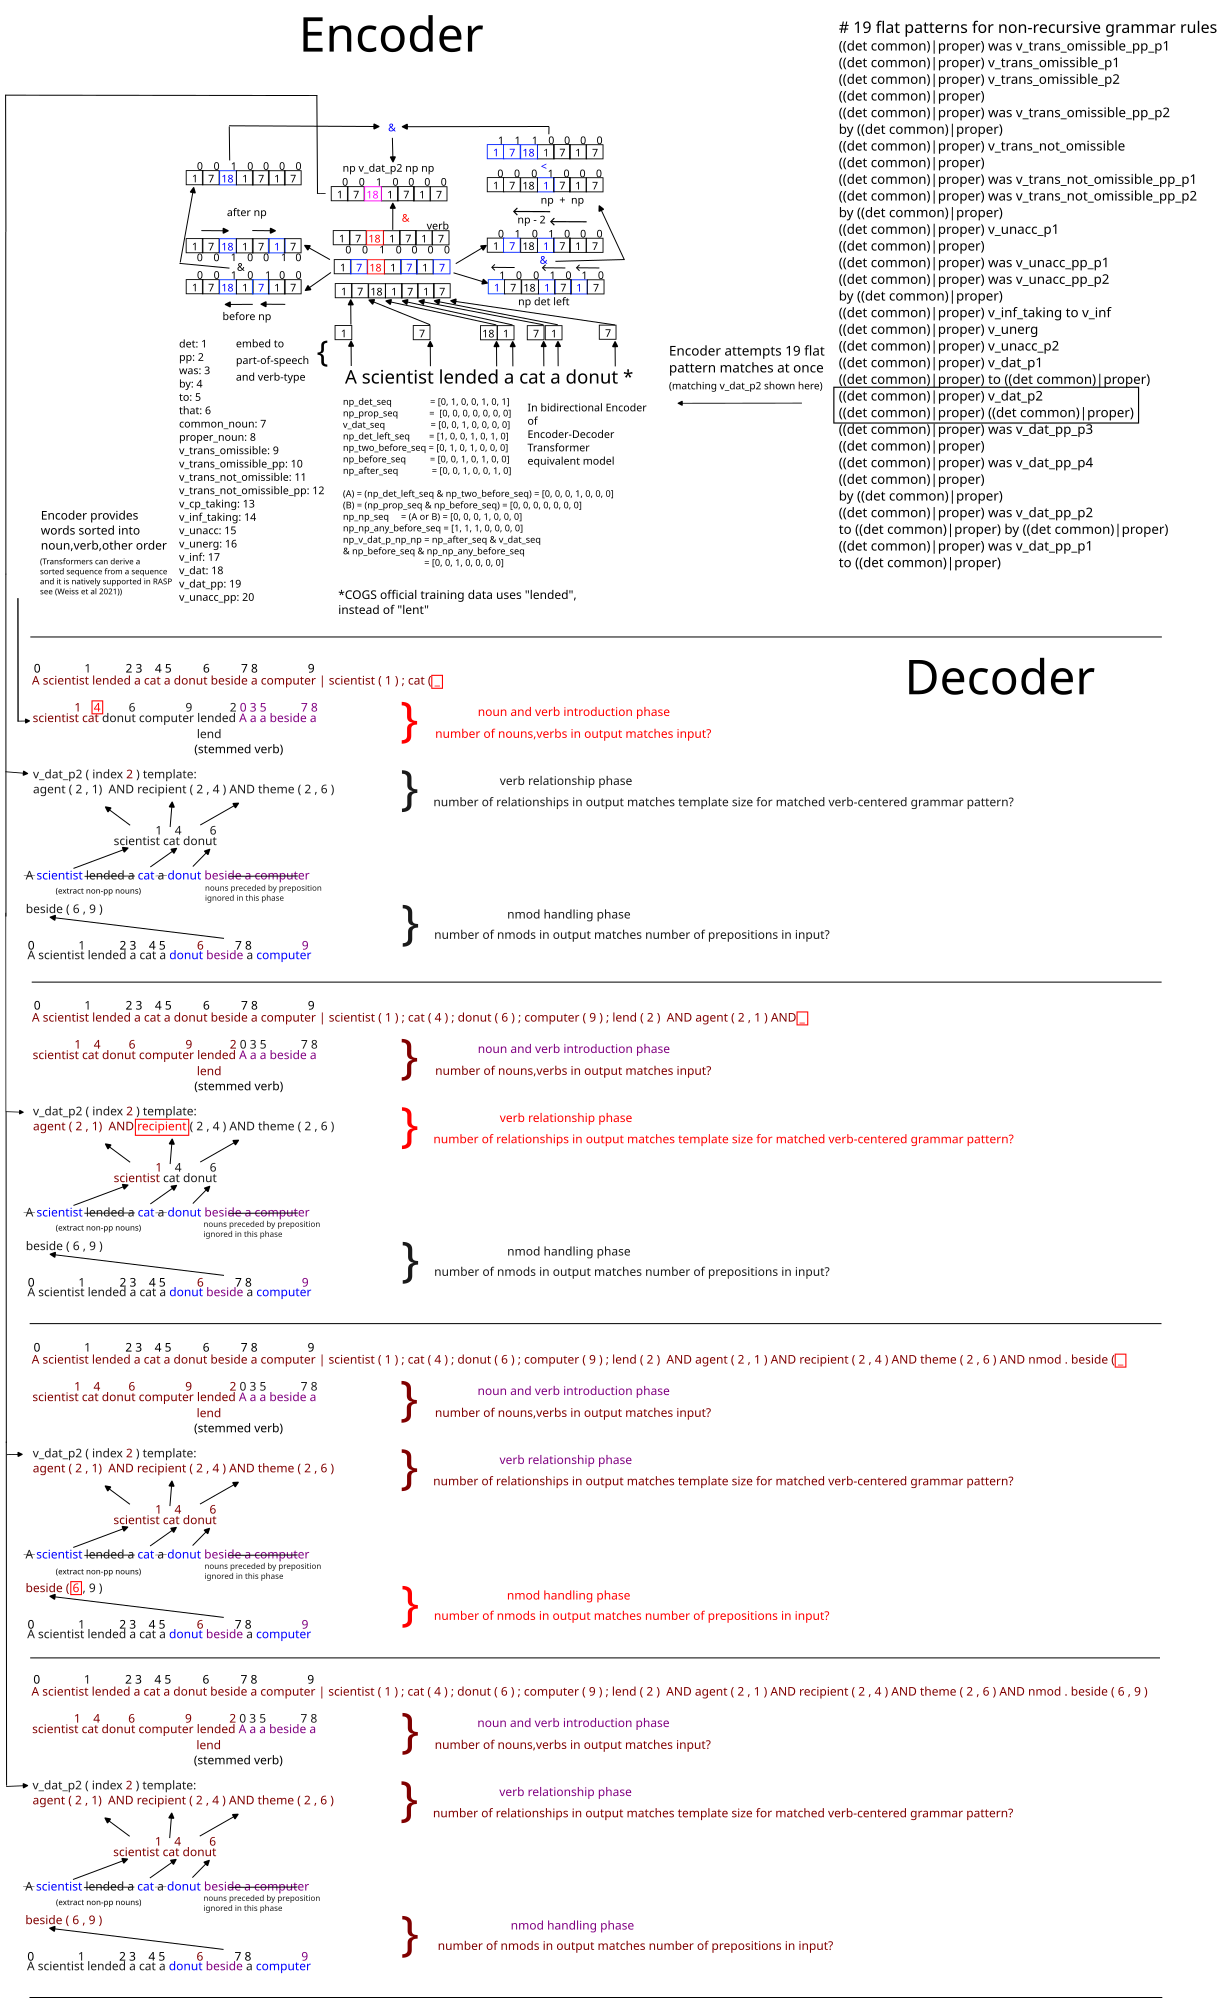 Encoder
# 19 flat patterns for non-recursive grammar rules
((det common)|proper) was v_trans_omissible_pp_p1
((det common)|proper) v_trans_omissible_p1
((det common)|proper) v_trans_omissible_p2
((det common)|proper)
((det common)|proper) was v_trans_omissible_pp_p2
by ((det common)|proper)
((det common)|proper) v_trans_not_omissible
((det common)|proper)
((det common)|proper) was v_trans_not_omissible_pp_p1
((det common)|proper) was v_trans_not_omissible_pp_p2
by ((det common)|proper)
((det common)|proper) v_unacc_p1
((det common)|proper)
((det common)|proper) was v_unacc_pp_p1
((det common)|proper) was v_unacc_pp_p2
by ((det common)|proper)
((det common)|proper) v_inf_taking to v_inf
((det common)|proper) v_unerg
((det common)|proper) v_unacc_p2
((det common)|proper) v_dat_p1
((det common)|proper) to ((det common)|proper)
((det common)|proper) v_dat_p2
((det common)|proper) ((det common)|proper)
((det common)|proper) was v_dat_pp_p3
((det common)|proper)
((det common)|proper) was v_dat_pp_p4
((det common)|proper)
by ((det common)|proper)
((det common)|proper) was v_dat_pp_p2
to ((det common)|proper) by ((det common)|proper)
((det common)|proper) was v_dat_pp_p1
to ((det common)|proper)
&
0 0 1 0 0 0 0
1 7 18 1 7 1 7
after np
1 7 18 1 7 1 7
0 0 1 0 0 1 0
&
0 0 1 0 1 0 0
1 7 18 1 7 1 7
before np
np v_dat_p2 np np
0 0 1 0 0 0 0
1 7 18 1 7 1 7
&
verb
1 7 18 1 7 1 7
0 0 1 0 0 0 0
1 7 18 1 7 1 7
1 7 18 1 7 1 7
1 1 1 0 0 0 0
1 7 18 1 7 1 7
<
0 0 0 1 0 0 0
1 7 18 1 7 1 7
np + np
np - 2
0 1 0 1 0 0 0
1 7 18 1 7 1 7
&
1 0 0 1 0 1 0
1 7 18 1 7 1 7
np det left
1 7 18 1 7 1 7
embed to
part-of-speech
and verb-type
{
A scientist lended a cat a donut *
det: 1
pp: 2
was: 3
by: 4
to: 5
that: 6
common_noun: 7
proper_noun: 8
v_trans_omissible: 9
v_trans_omissible_pp: 10
v_trans_not_omissible: 11
v_trans_not_omissible_pp: 12
v_cp_taking: 13
v_inf_taking: 14
v_unacc: 15
v_unerg: 16
v_inf: 17
v_dat: 18
v_dat_pp: 19
v_unacc_pp: 20
np_det_seq = [0, 1, 0, 0, 1, 0, 1]
np_prop_seq = [0, 0, 0, 0, 0, 0, 0]
v_dat_seq = [0, 0, 1, 0, 0, 0, 0]
np_det_left_seq = [1, 0, 0, 1, 0, 1, 0]
np_two_before_seq = [0, 1, 0, 1, 0, 0, 0]
np_before_seq = [0, 0, 1, 0, 1, 0, 0]
np_after_seq = [0, 0, 1, 0, 0, 1, 0]
In bidirectional Encoder
of
Encoder-Decoder
Transformer
equivalent model
(A) = (np_det_left_seq & np_two_before_seq) = [0, 0, 0, 1, 0, 0, 0]
(B) = (np_prop_seq & np_before_seq) = [0, 0, 0, 0, 0, 0, 0]
np_np_seq = (A or B) = [0, 0, 0, 1, 0, 0, 0]
np_np_any_before_seq = [1, 1, 1, 0, 0, 0, 0]
np_v_dat_p_np_np = np_after_seq & v_dat_seq
& np_before_seq & np_np_any_before_seq
= [0, 0, 1, 0, 0, 0, 0]
*COGS official training data uses "lended",
instead of "lent"
Encoder attempts 19 flat
pattern matches at once
(matching v_dat_p2 shown here)
Encoder provides
words sorted into
noun,verb,other order
(Transformers can derive a
sorted sequence from a sequence
and it is natively supported in RASP
see (Weiss et al 2021))
Decoder
0 1 2 3 4 5 6 7 8 9
A scientist lended a cat a donut beside a computer | scientist ( 1 ) ; cat (_
1 4 6 9 2 0 3 5 7 8
scientist cat donut computer lended A a a beside a
lend
(stemmed verb)
} noun and verb introduction phase
number of nouns,verbs in output matches input?
v_dat_p2 ( index 2 ) template:
agent ( 2 , 1) AND recipient ( 2 , 4 ) AND theme ( 2 , 6 )
} verb relationship phase
number of relationships in output matches template size for matched verb-centered grammar pattern?
1 4 6
scientist cat donut
A scientist lended a cat a donut beside a computer
(extract non-pp nouns)
nouns preceded by preposition
ignored in this phase
beside ( 6 , 9 )
} nmod handling phase
number of nmods in output matches number of prepositions in input?
0 1 2 3 4 5 6 7 8 9
A scientist lended a cat a donut beside a computer
0 1 2 3 4 5 6 7 8 9
A scientist lended a cat a donut beside a computer | scientist ( 1 ) ; cat ( 4 ) ; donut ( 6 ) ; computer ( 9 ) ; lend ( 2 ) AND agent ( 2 , 1 ) AND_
1 4 6 9 2 0 3 5 7 8
scientist cat donut computer lended A a a beside a
lend
(stemmed verb)
} noun and verb introduction phase
number of nouns,verbs in output matches input?
v_dat_p2 ( index 2 ) template:
agent ( 2 , 1) AND recipient ( 2 , 4 ) AND theme ( 2 , 6 )
} verb relationship phase
number of relationships in output matches template size for matched verb-centered grammar pattern?
1 4 6
scientist cat donut
A scientist lended a cat a donut beside a computer
(extract non-pp nouns)
nouns preceded by preposition
ignored in this phase
beside ( 6 , 9 )
} nmod handling phase
number of nmods in output matches number of prepositions in input?
0 1 2 3 4 5 6 7 8 9
A scientist lended a cat a donut beside a computer
0 1 2 3 4 5 6 7 8 9
A scientist lended a cat a donut beside a computer | scientist ( 1 ) ; cat ( 4 ) ; donut ( 6 ) ; computer ( 9 ) ; lend ( 2 ) AND agent ( 2 , 1 ) AND recipient ( 2 , 4 ) AND theme ( 2 , 6 ) AND nmod . beside (_
1 4 6 9 2 0 3 5 7 8
scientist cat donut computer lended A a a beside a
lend
(stemmed verb)
} noun and verb introduction phase
number of nouns,verbs in output matches input?
v_dat_p2 ( index 2 ) template:
agent ( 2 , 1) AND recipient ( 2 , 4 ) AND theme ( 2 , 6 )
} verb relationship phase
number of relationships in output matches template size for matched verb-centered grammar pattern?
1 4 6
scientist cat donut
A scientist lended a cat a donut beside a computer
(extract non-pp nouns)
nouns preceded by preposition
ignored in this phase
beside ( 6 , 9 )
} nmod handling phase
number of nmods in output matches number of prepositions in input?
0 1 2 3 4 5 6 7 8 9
A scientist lended a cat a donut beside a computer
0 1 2 3 4 5 6 7 8 9
A scientist lended a cat a donut beside a computer | scientist ( 1 ) ; cat ( 4 ) ; donut ( 6 ) ; computer ( 9 ) ; lend ( 2 ) AND agent ( 2 , 1 ) AND recipient ( 2 , 4 ) AND theme ( 2 , 6 ) AND nmod . beside ( 6 , 9 )
1 4 6 9 2 0 3 5 7 8
scientist cat donut computer lended A a a beside a
lend
(stemmed verb)
} noun and verb introduction phase
number of nouns,verbs in output matches input?
v_dat_p2 ( index 2 ) template:
agent ( 2 , 1) AND recipient ( 2 , 4 ) AND theme ( 2 , 6 )
} verb relationship phase
number of relationships in output matches template size for matched verb-centered grammar pattern?
1 4 6
scientist cat donut
A scientist lended a cat a donut beside a computer
(extract non-pp nouns)
nouns preceded by preposition
ignored in this phase
beside ( 6 , 9 )
} nmod handling phase
number of nmods in output matches number of prepositions in input?
0 1 2 3 4 5 6 7 8 9
A scientist lended a cat a donut beside a computer